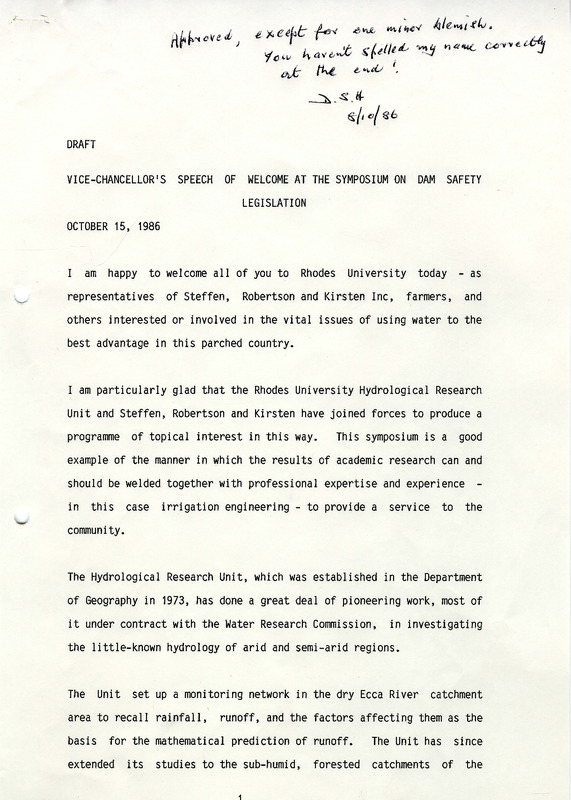 Approved, except for one minor blemish.
You haven't spelled my name correctly
at the end!
D.S.H
8/10/86
DRAFT
VICE-CHANCELLOR'S SPEECH OF WELCOME AT THE SYMPOSIUM ON DAM SAFETY
LEGISLATION
OCTOBER 15, 1986
I am happy to welcome all of you to Rhodes University today - as
representatives of Steffen, Robertson and Kirsten Inc, farmers, and
others interested or involved in the vital issues of using water to the
best advantage in this parched country.
I am particularly glad that the Rhodes University Hydrological Research
Unit and Steffen, Robertson and Kirsten have joined forces to produce a
programme of topical interest in this way. This symposium is a good
example of the manner in which the results of academic research can and
should be welded together with professional expertise and experience -
in this case irrigation engineering - to provide a service to the
community.
The Hydrological Research Unit, which was established in the Department
of Geography in 1973, has done a great deal of pioneering work, most of
it under contract with the Water Research Commission, in investigating
the little-known hydrology of arid and semi-arid regions.
The Unit set up a monitoring network in the dry Ecca River catchment
area to recall rainfall, runoff, and the factors affecting them as the
basis for the mathematical prediction of runoff. The Unit has since
extended its studies to the sub-humid, forested catchments of the
1